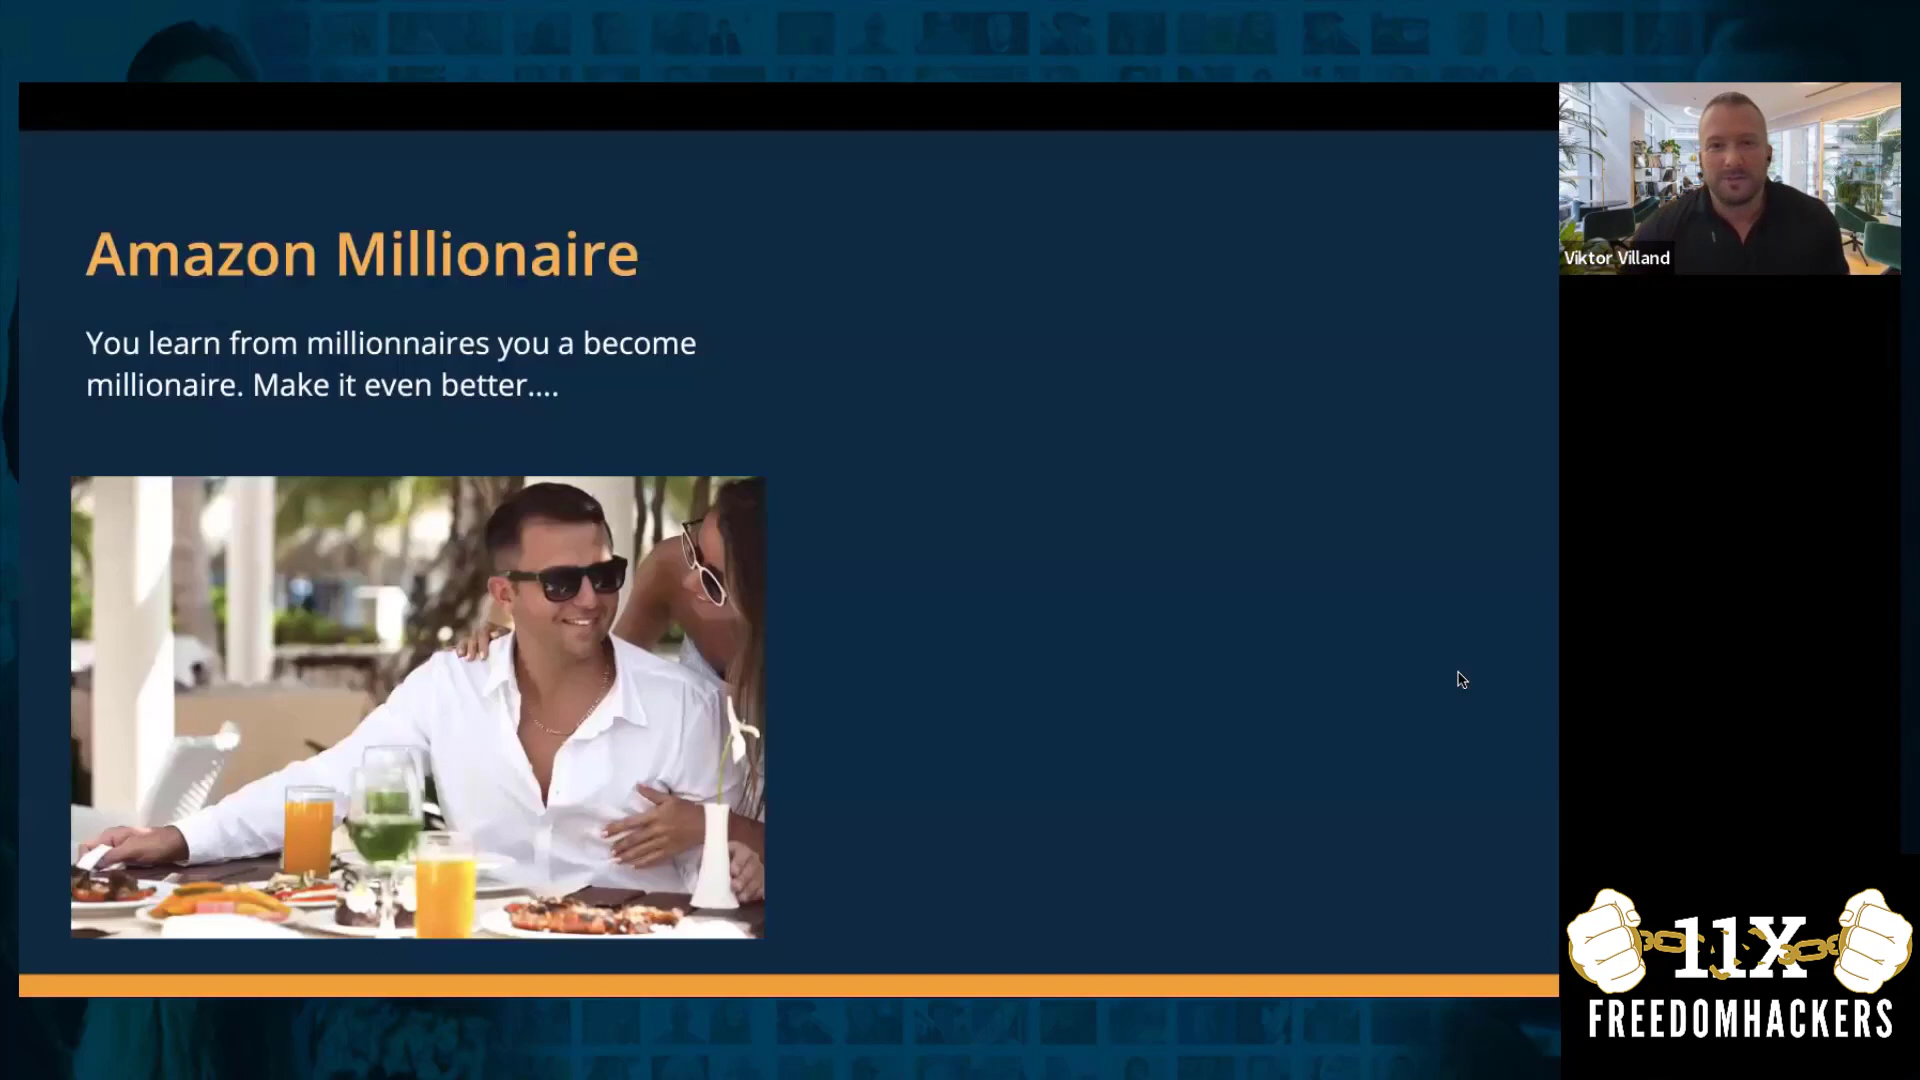 Amazon Millionaire
You learn from millionnaires you a become
millionaire. Make it even better....
Viktor Villand
11X
FREEDOMHACKERS